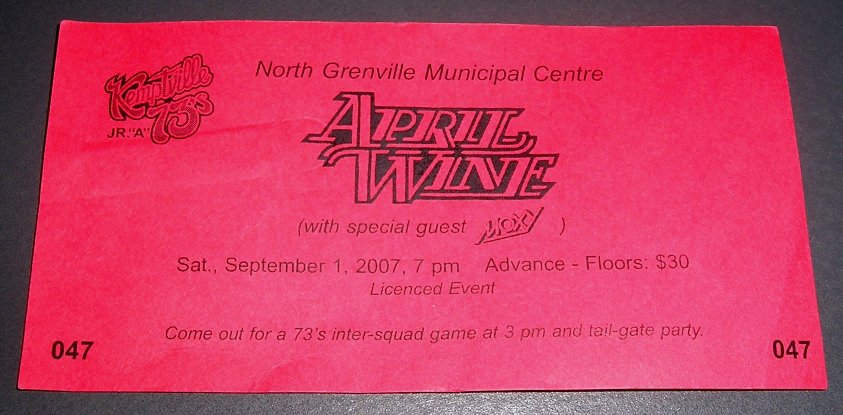 Kemptville
73's
JR. "A"
North Grenville Municipal Centre
APRIL
WINE
(with special guest MOXY )
Sat., September 1, 2007, 7 pm Advance - Floors: $30
Licenced Event
Come out for a 73's inter-squad game at 3 pm and tail-gate party.
047 047